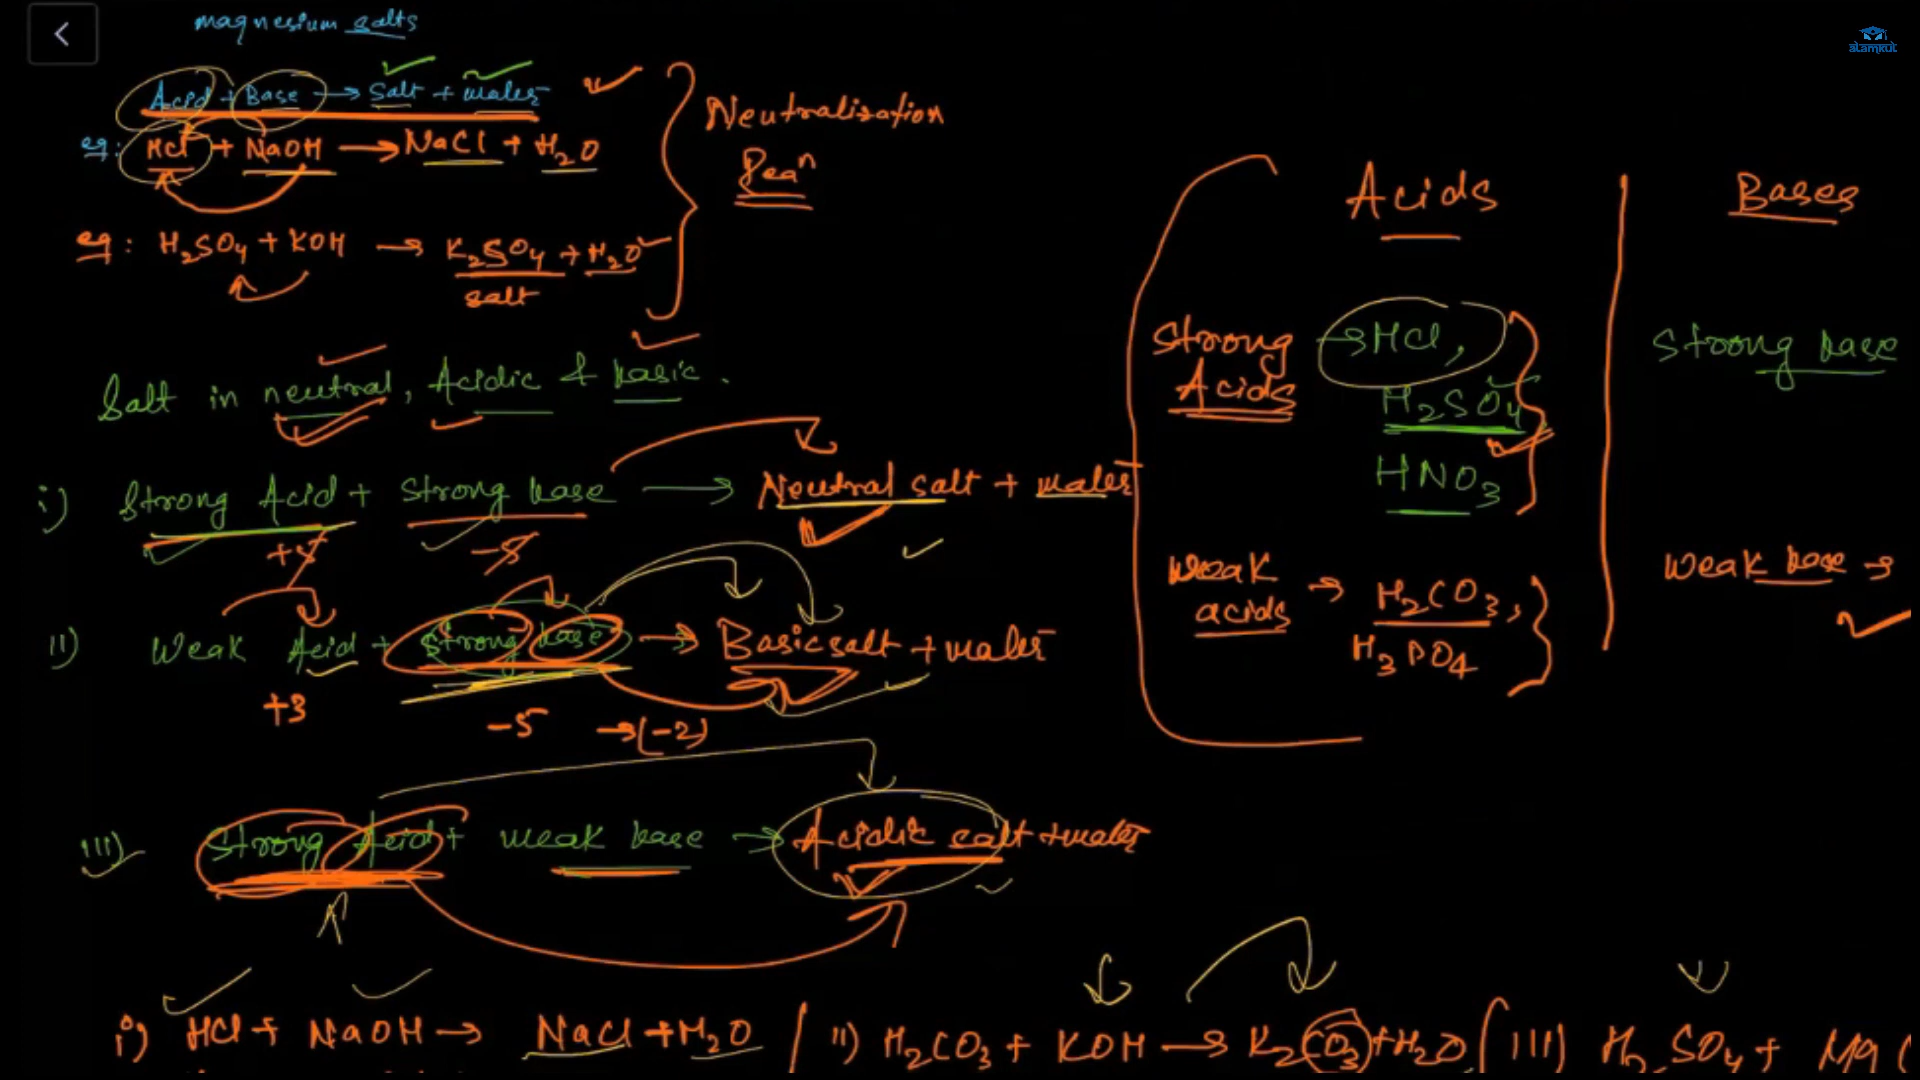 magnesium salts
Acid + Base → Salt + water
eg: HCl + NaOH → NaCl + H2O
Neutralization
Reaⁿ
eg: H2SO4 + KOH → K2SO4 + H2O
salt
Salt in neutral, Acidic & basic.
i) Strong Acid + Strong base → Neutral salt + water
+5 -5
ii) Weak Acid + strong base → Basic salt + water
+3 -5 → (-2)
iii) Strong Acid + weak base → Acidic salt + water
i) HCl + NaOH → NaCl + H2O / ii) H2CO3 + KOH → K2CO3 + H2O / iii) H2SO4 + Mg(
Acids
Bases
Strong Acids → HCl,
H2SO4
HNO3
Strong base
Weak acids → H2CO3,
H3PO4
Weak base →
alamkut